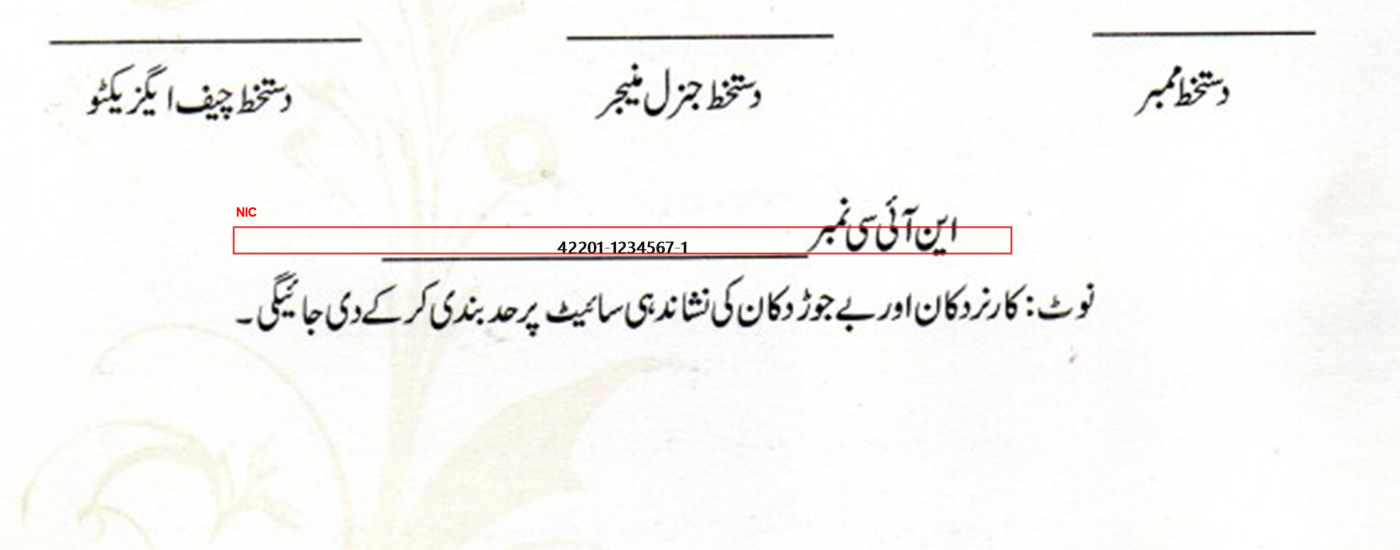 دستخط ممبر دستخط جنرل منیجر دستخط چیف ایگزیکٹو
NIC
این آئی سی نمبر 42201-1234567-1
نوٹ: کارنر دکان اور بے جوڑ دکان کی نشاندہی سائیٹ پر حد بندی کر کے دی جائیگی۔